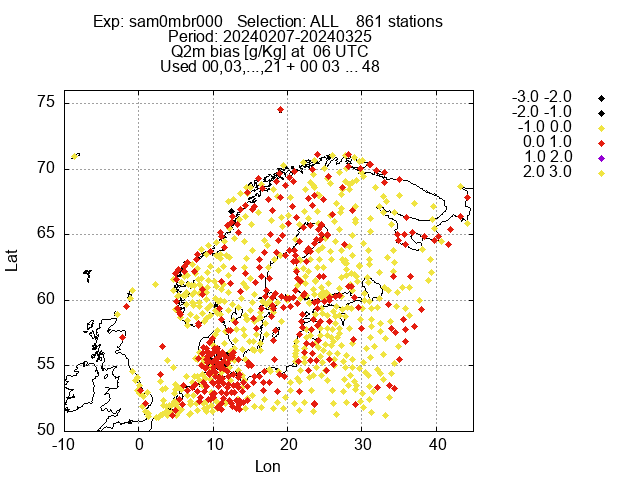 Exp: sam0mbr000 Selection: ALL 861 stations
Period: 20240207-20240325
Q2m bias [g/Kg] at 06 UTC
Used 00,03,...,21 + 00 03 ... 48
-3.0 -2.0
-2.0 -1.0
-1.0 0.0
0.0 1.0
1.0 2.0
2.0 3.0
75
70
65
60
55
50
Lat
-10 0 10 20 30 40
Lon